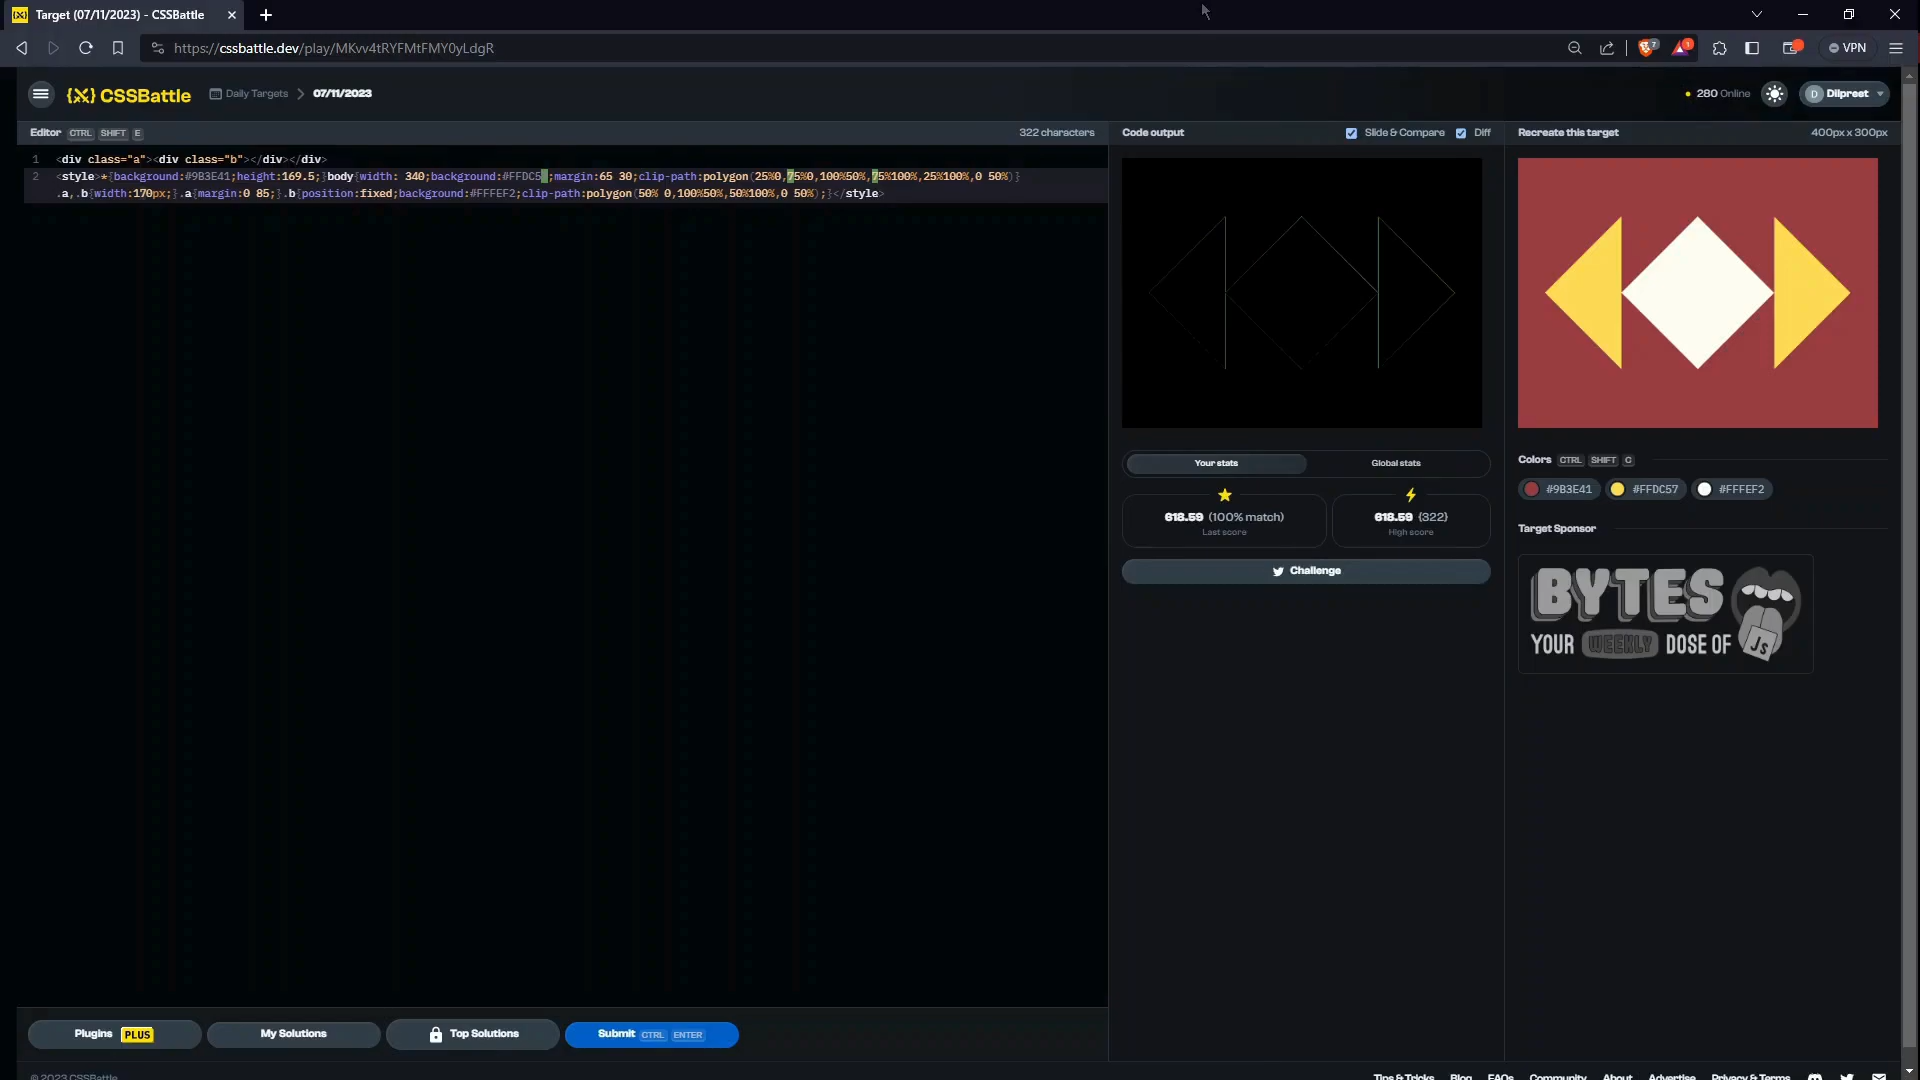 Target (07/11/2023) - CSSBattle
https://cssbattle.dev/play/MKvv4tRYFMtFMY0yLdgR
7
1
VPN
{X} CSSBattle
Daily Targets
07/11/2023
280 Online
D
Dilpreet
Editor CTRL SHIFT E
322 characters
Code output
Slide & Compare
Diff
Recreate this target
400px x 300px
1 <div class="a"><div class="b"></div></div>
2 <style>*{background:#9B3E41;height:169.5;}body{width: 340;background:#FFDC57;margin:65 30;clip-path:polygon(25%0,75%0,100%50%,75%100%,25%100%,0 50%)}
.a,.b{width:170px;}.a{margin:0 85;}.b{position:fixed;background:#FFFEF2;clip-path:polygon(50% 0,100%50%,50%100%,0 50%);}</style>
Your stats
Global stats
618.59 (100% match)
Last score
618.59 {322}
High score
Challenge
Colors CTRL SHIFT C
#9B3E41
#FFDC57
#FFFEF2
Target Sponsor
BYTES
YOUR WEEKLY DOSE OF
JS
Plugins PLUS
My Solutions
Top Solutions
Submit CTRL ENTER
© 2023 CSSBattle
Tips & Tricks
Blog
FAQs
Community
About
Advertise
Privacy & Terms